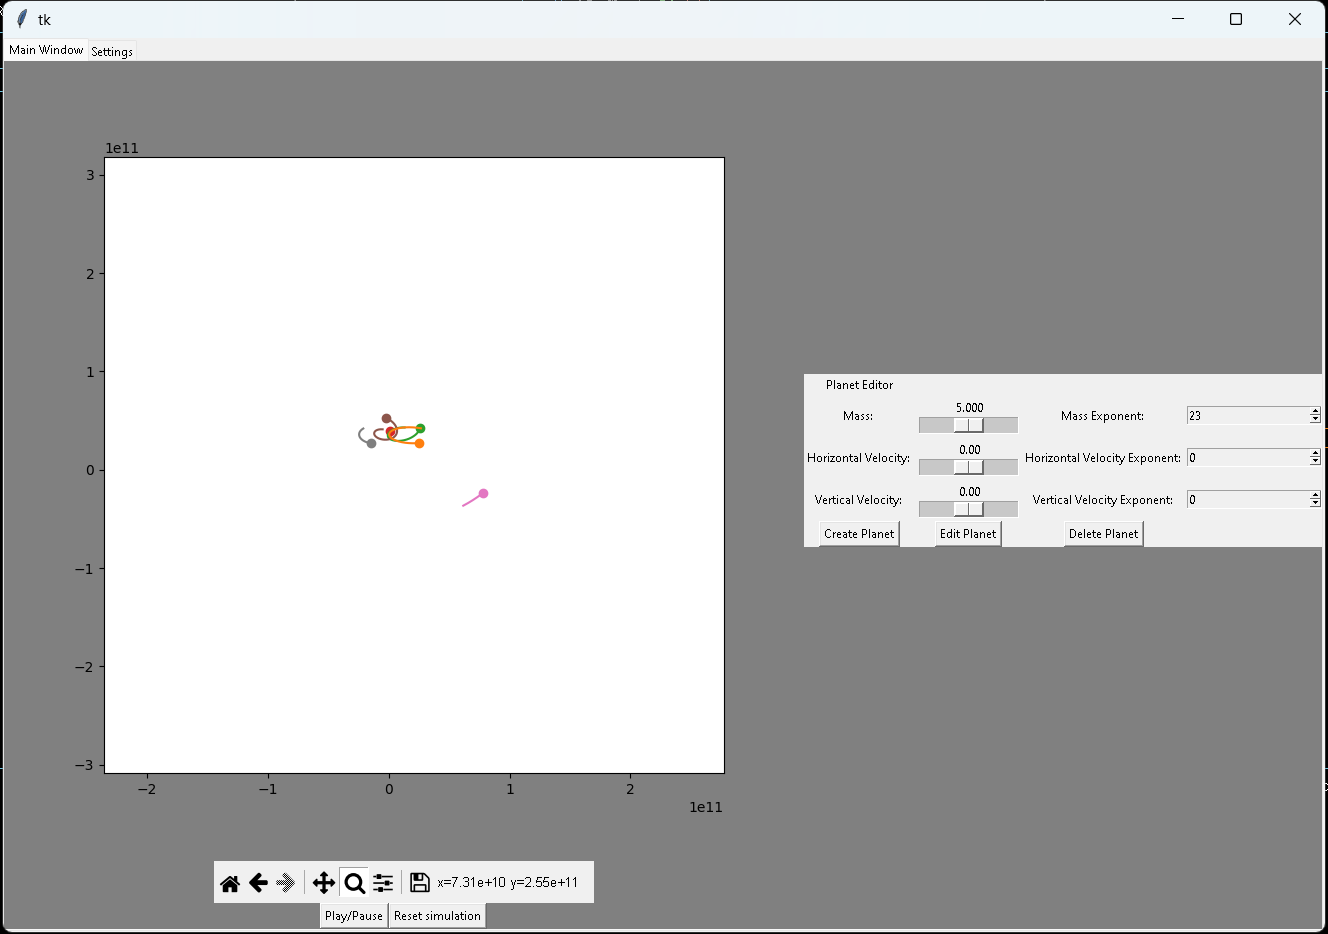 tk
Main Window Settings
1e11
3
2
1
0
−1
−2
−3
−2 −1 0 1 2
1e11
Planet Editor
Mass: 5.000 Mass Exponent: 23
Horizontal Velocity: 0.00 Horizontal Velocity Exponent: 0
Vertical Velocity: 0.00 Vertical Velocity Exponent: 0
Create Planet Edit Planet Delete Planet
x=7.31e+10 y=2.55e+11
Play/Pause Reset simulation